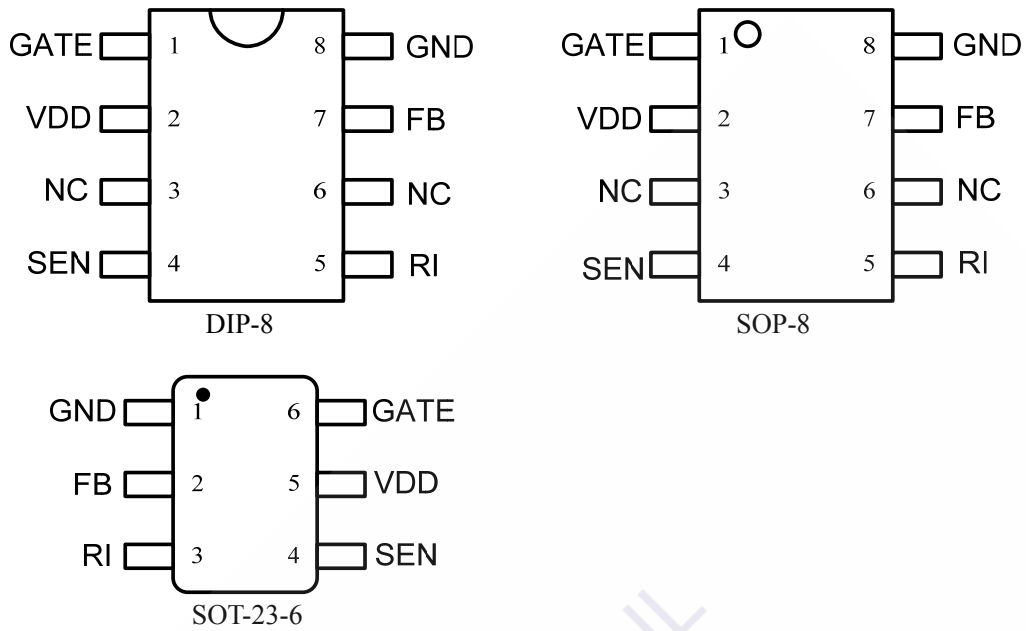 GATE 1 8 GND
VDD 2 7 FB
NC 3 6 NC
SEN 4 5 RI
DIP-8
GATE 1 8 GND
VDD 2 7 FB
NC 3 6 NC
SEN 4 5 RI
SOP-8
GND 1 6 GATE
FB 2 5 VDD
RI 3 4 SEN
SOT-23-6